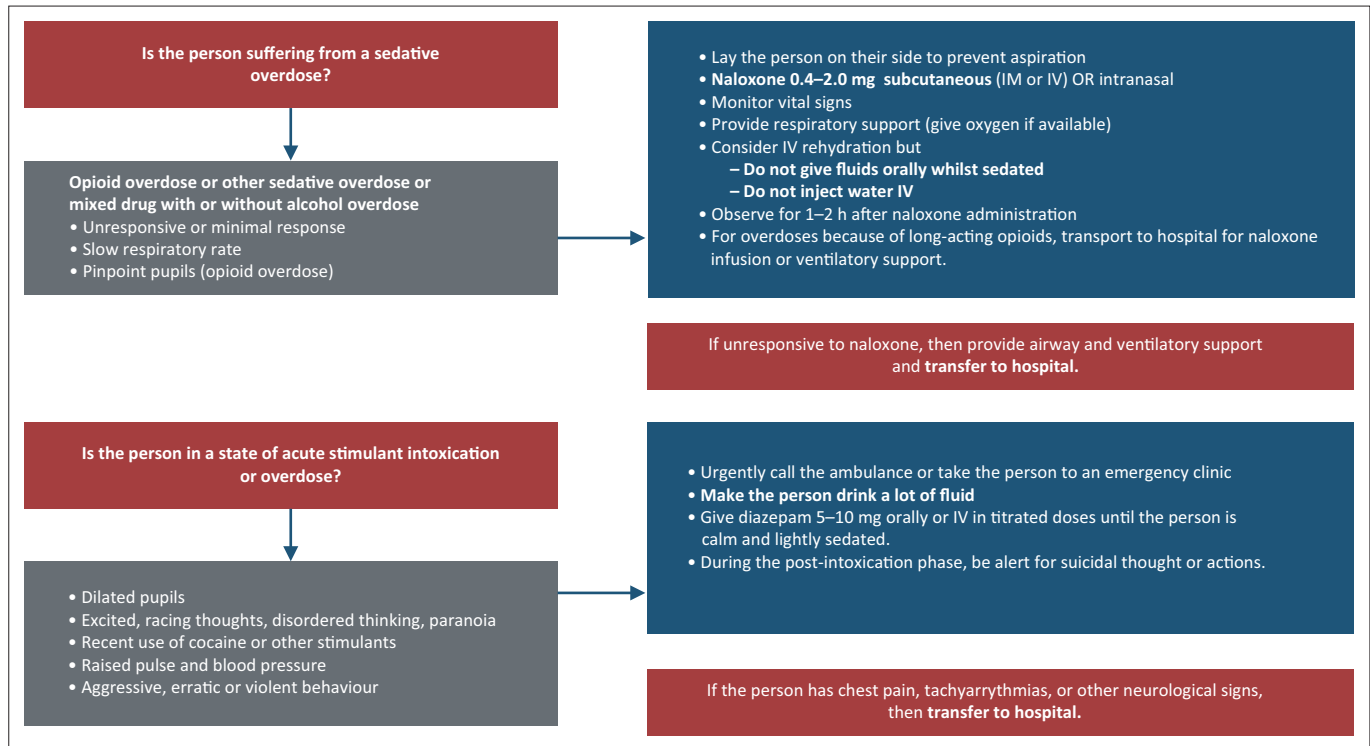 Is the person suffering from a sedative
overdose?
Opioid overdose or other sedative overdose or
mixed drug with or without alcohol overdose
• Unresponsive or minimal response
• Slow respiratory rate
• Pinpoint pupils (opioid overdose)
• Lay the person on their side to prevent aspiration
• Naloxone 0.4–2.0 mg subcutaneous (IM or IV) OR intranasal
• Monitor vital signs
• Provide respiratory support (give oxygen if available)
• Consider IV rehydration but
– Do not give fluids orally whilst sedated
– Do not inject water IV
• Observe for 1–2 h after naloxone administration
• For overdoses because of long-acting opioids, transport to hospital for naloxone
infusion or ventilatory support.
If unresponsive to naloxone, then provide airway and ventilatory support
and transfer to hospital.
Is the person in a state of acute stimulant intoxication
or overdose?
• Dilated pupils
• Excited, racing thoughts, disordered thinking, paranoia
• Recent use of cocaine or other stimulants
• Raised pulse and blood pressure
• Aggressive, erratic or violent behaviour
• Urgently call the ambulance or take the person to an emergency clinic
• Make the person drink a lot of fluid
• Give diazepam 5–10 mg orally or IV in titrated doses until the person is
calm and lightly sedated.
• During the post-intoxication phase, be alert for suicidal thought or actions.
If the person has chest pain, tachyarrythmias, or other neurological signs,
then transfer to hospital.